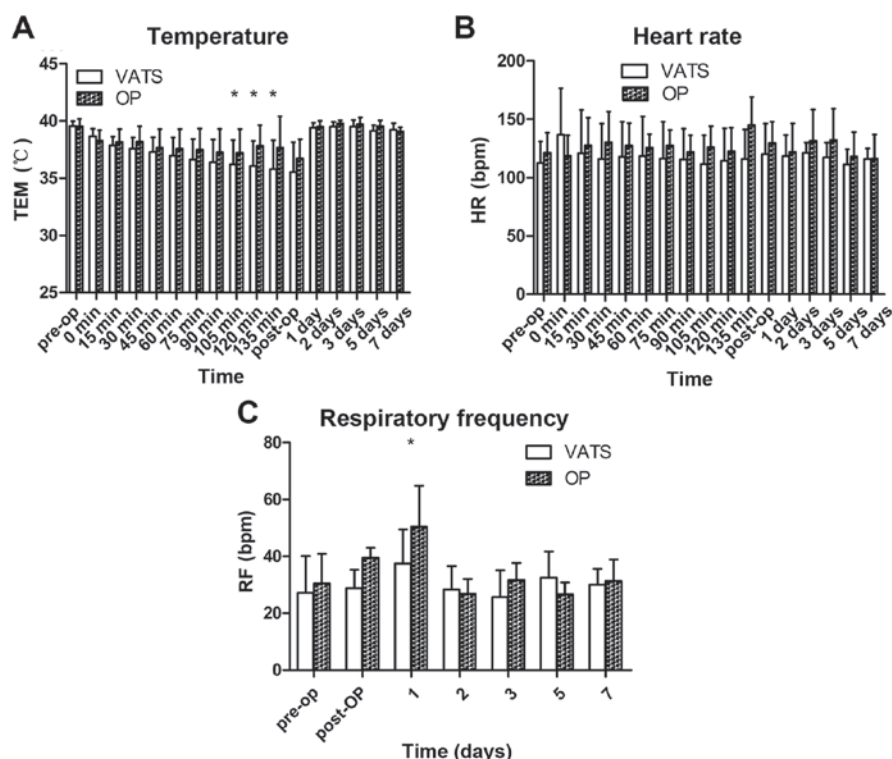 A
Temperature
VATS
OP
* * *
TEM (℃)
45
40
35
30
25
pre-op
0 min
15 min
30 min
45 min
60 min
75 min
90 min
105 min
120 min
135 min
post-op
1 day
2 days
3 days
5 days
7 days
Time
B
Heart rate
VATS
OP
HR (bpm)
200
150
100
50
0
pre-op
0 min
15 min
30 min
45 min
60 min
75 min
90 min
105 min
120 min
135 min
post-op
1 day
2 days
3 days
5 days
7 days
Time
C
Respiratory frequency
*
VATS
OP
RF (bpm)
80
60
40
20
0
pre-op
post-OP
1
2
3
5
7
Time (days)